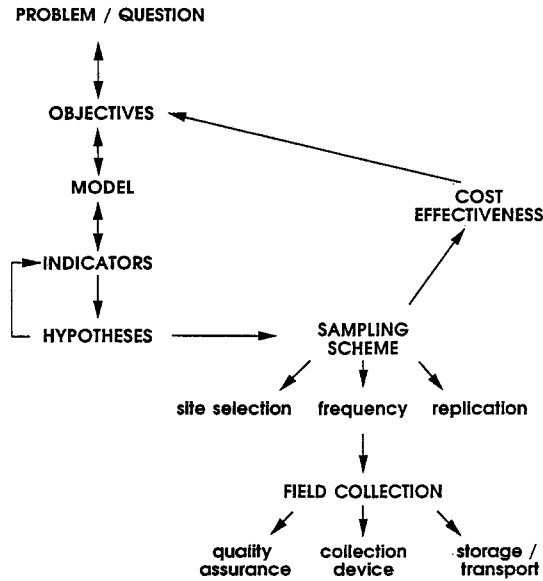 PROBLEM / QUESTION
OBJECTIVES
MODEL
COST
EFFECTIVENESS
INDICATORS
HYPOTHESES
SAMPLING
SCHEME
site selection
frequency
replication
FIELD COLLECTION
quality
assurance
collection
device
storage /
transport